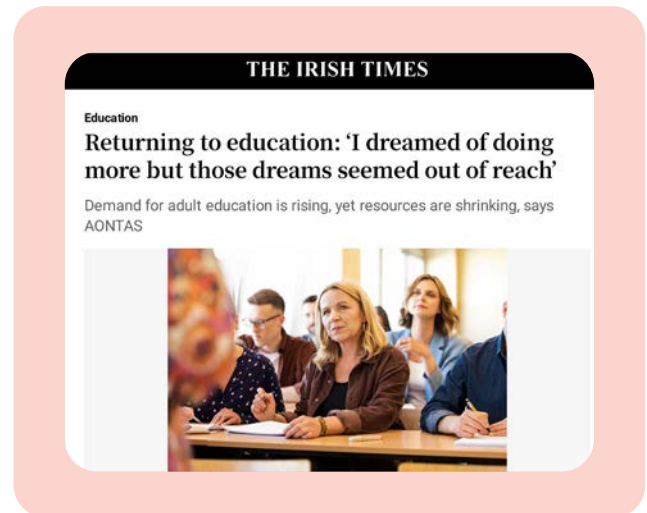 THE IRISH TIMES
Education
Returning to education: ‘I dreamed of doing
more but those dreams seemed out of reach’
Demand for adult education is rising, yet resources are shrinking, says
AONTAS